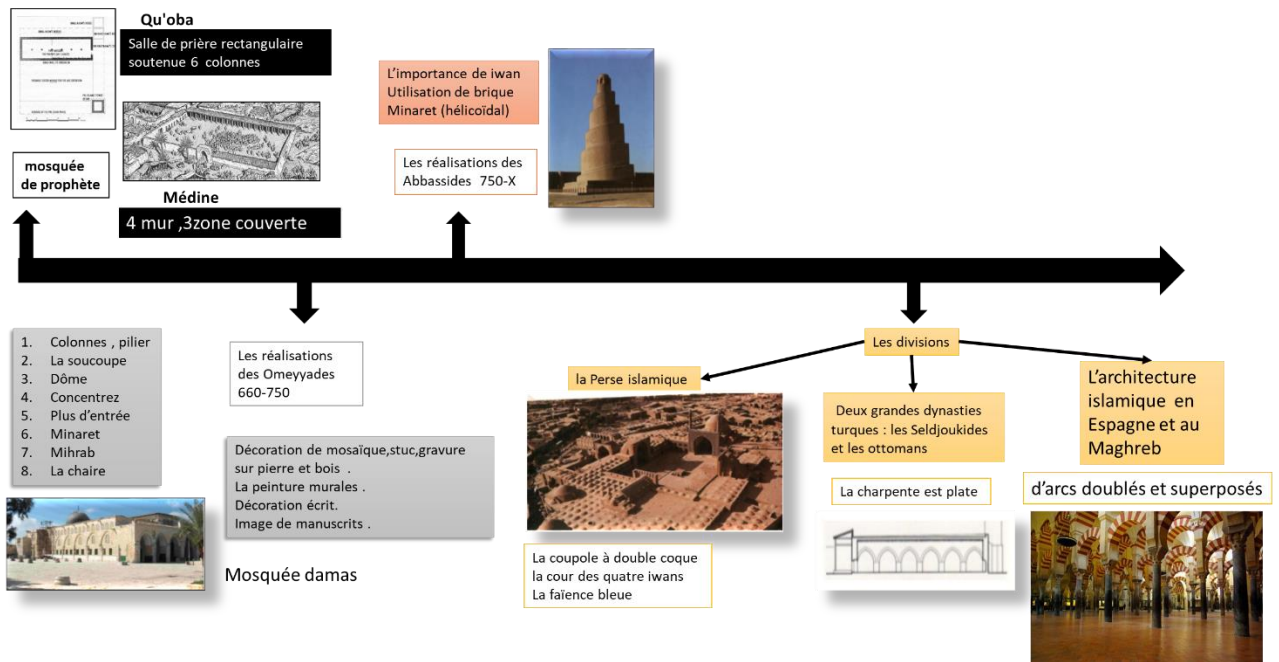 Qu'oba
Salle de prière rectangulaire
soutenue 6 colonnes
mosquée
de prophète
Médine
4 mur ,3zone couverte
L'importance de iwan
Utilisation de brique
Minaret (hélicoïdal)
Les réalisations des
Abbassides 750-X
1. Colonnes , pilier
2. La soucoupe
3. Dôme
4. Concentrez
5. Plus d'entrée
6. Minaret
7. Mihrab
8. La chaire
Les réalisations
des Omeyyades
660-750
Décoration de mosaïque,stuc,gravure
sur pierre et bois .
La peinture murales .
Décoration écrit.
Image de manuscrits .
Mosquée damas
Les divisions
la Perse islamique
La coupole à double coque
la cour des quatre iwans
La faïence bleue
Deux grandes dynasties
turques : les Seldjoukides
et les ottomans
La charpente est plate
L'architecture
islamique en
Espagne et au
Maghreb
d'arcs doublés et superposés